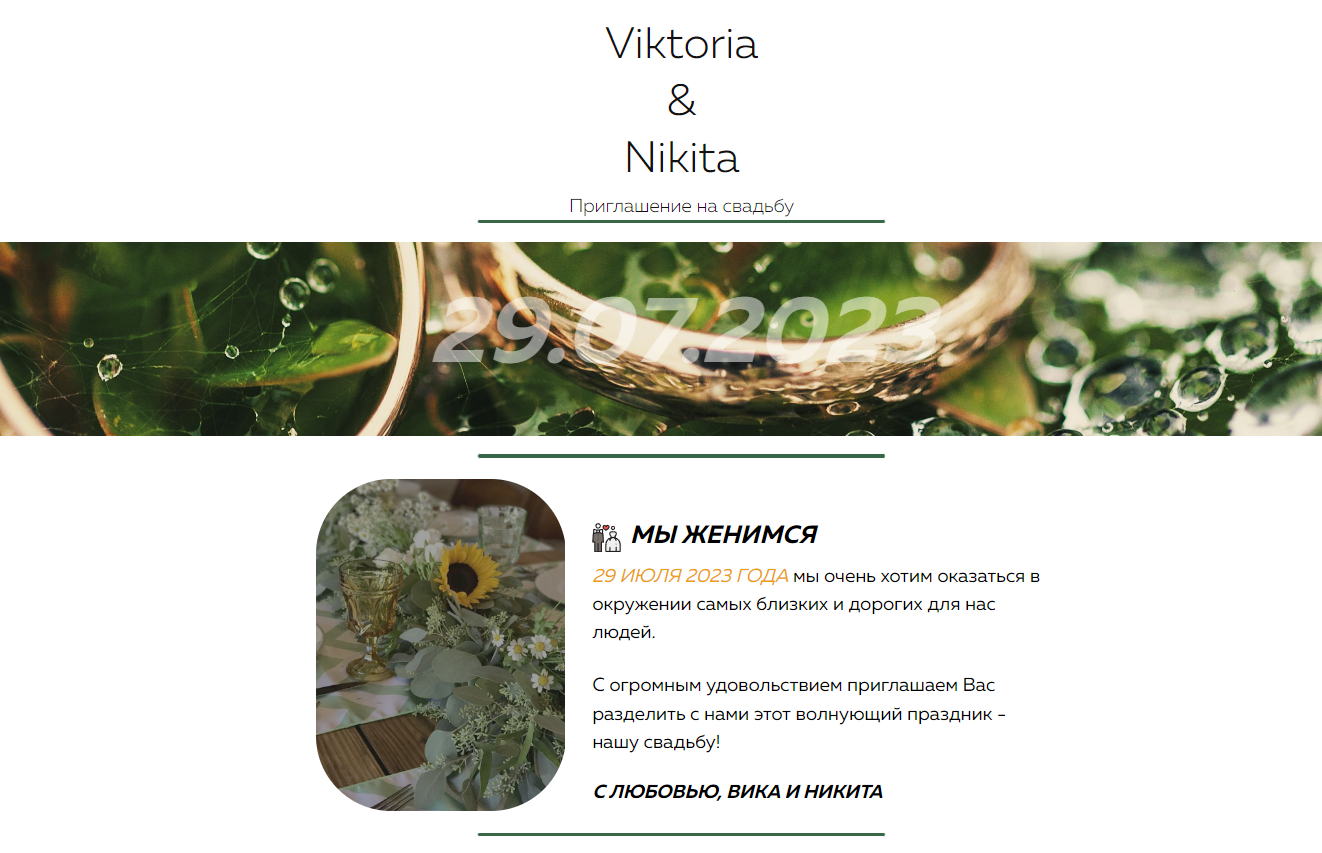 Viktoria
&
Nikita
Приглашение на свадьбу
29.07.2023
МЫ ЖЕНИМСЯ
29 ИЮЛЯ 2023 ГОДА мы очень хотим оказаться в
окружении самых близких и дорогих для нас
людей.
С огромным удовольствием приглашаем Вас
разделить с нами этот волнующий праздник -
нашу свадьбу!
С ЛЮБОВЬЮ, ВИКА И НИКИТА